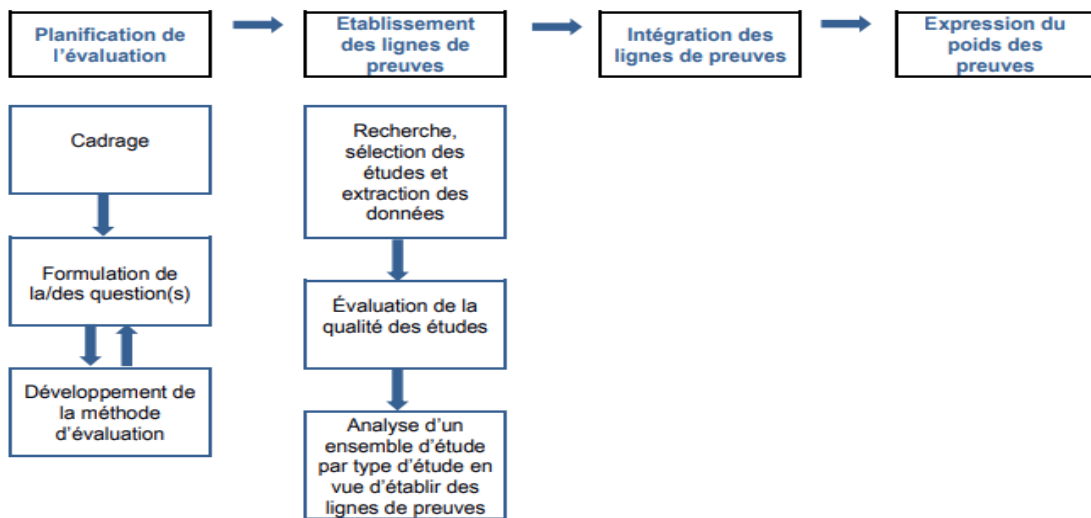 Planification de
l'évaluation
Etablissement
des lignes de
preuves
Intégration des
lignes de preuves
Expression du
poids des
preuves
Cadrage
Formulation de
la/des question(s)
Développement de
la méthode
d'évaluation
Recherche,
sélection des
études et
extraction des
données
Évaluation de la
qualité des études
Analyse d'un
ensemble d'étude
par type d'étude en
vue d'établir des
lignes de preuves